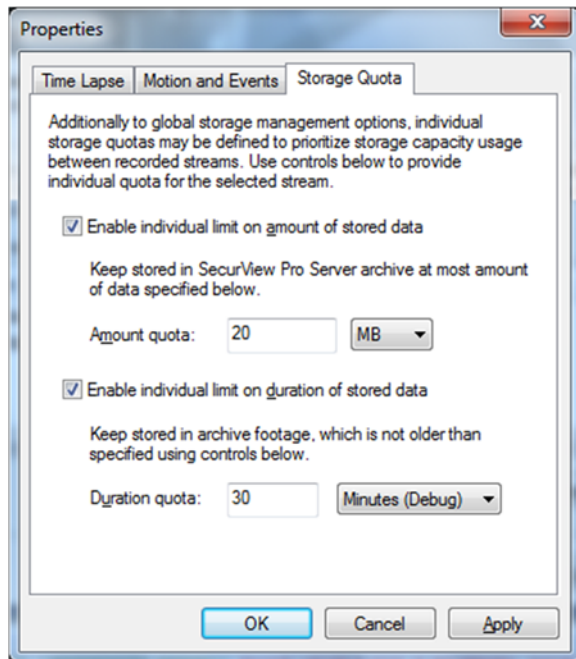 Properties
Time Lapse Motion and Events Storage Quota
Additionally to global storage management options, individual
storage quotas may be defined to prioritize storage capacity usage
between recorded streams. Use controls below to provide
individual quota for the selected stream.
Enable individual limit on amount of stored data
Keep stored in SecurView Pro Server archive at most amount
of data specified below.
Amount quota: 20 MB
Enable individual limit on duration of stored data
Keep stored in archive footage, which is not older than
specified using controls below.
Duration quota: 30 Minutes (Debug)
OK Cancel Apply